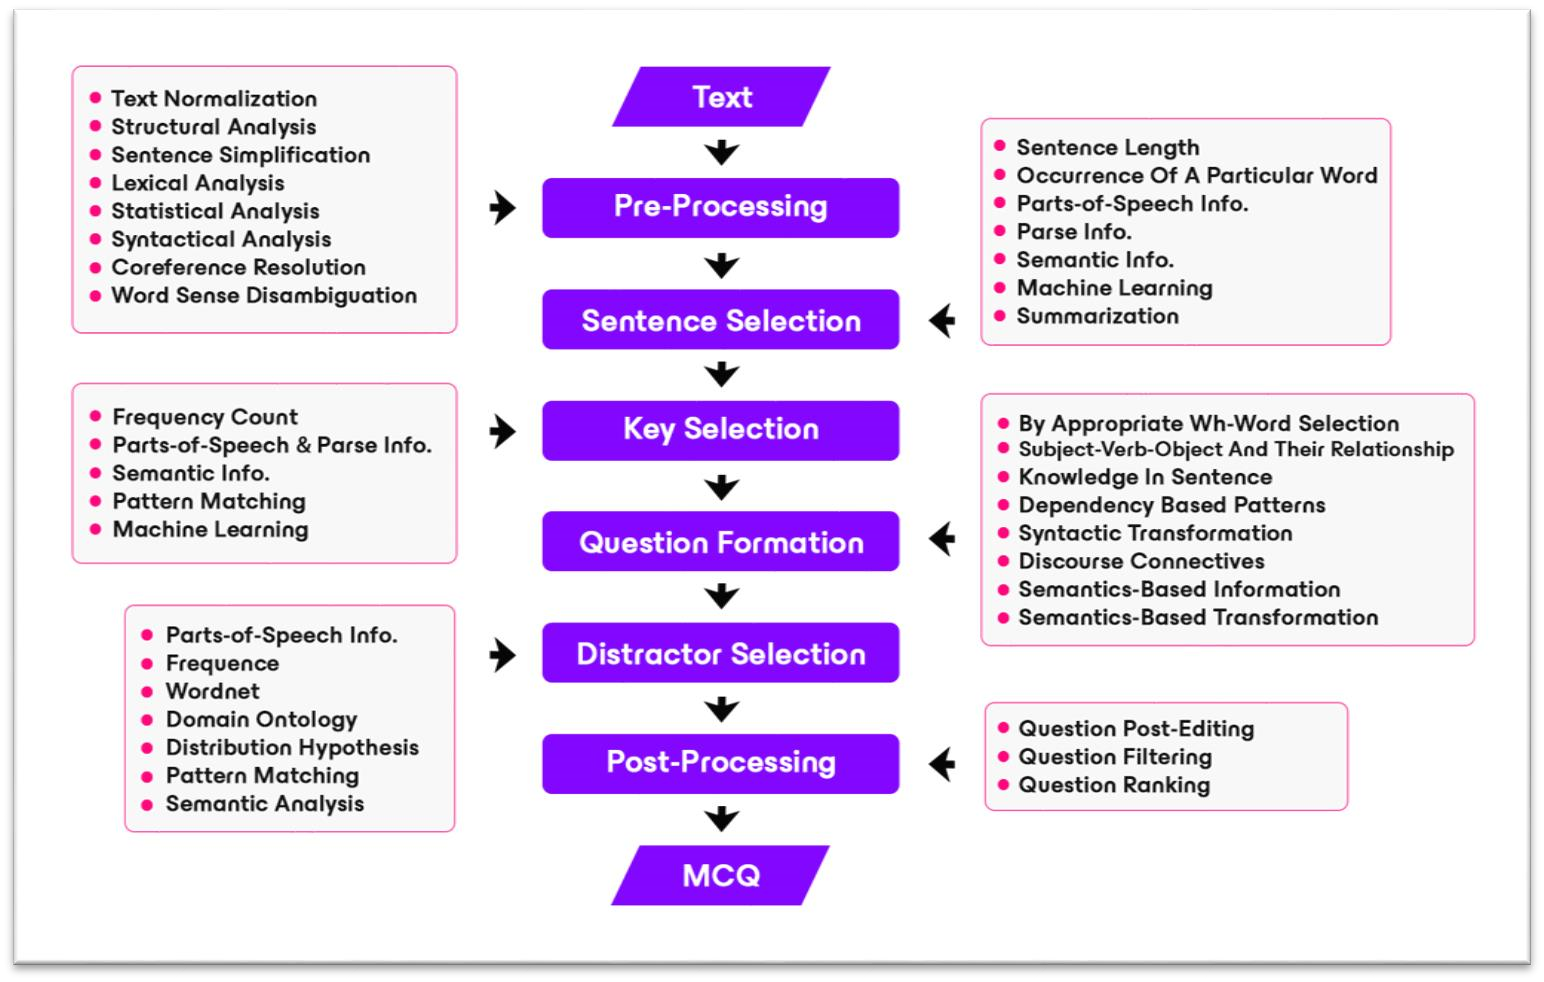 Text
Text Normalization
Structural Analysis
Sentence Simplification
Lexical Analysis
Statistical Analysis
Syntactical Analysis
Coreference Resolution
Word Sense Disambiguation
Pre-Processing
Sentence Selection
Sentence Length
Occurrence Of A Particular Word
Parts-of-Speech Info.
Parse Info.
Semantic Info.
Machine Learning
Summarization
Frequency Count
Parts-of-Speech & Parse Info.
Semantic Info.
Pattern Matching
Machine Learning
Key Selection
Question Formation
By Appropriate Wh-Word Selection
Subject-Verb-Object And Their Relationship
Knowledge In Sentence
Dependency Based Patterns
Syntactic Transformation
Discourse Connectives
Semantics-Based Information
Semantics-Based Transformation
Parts-of-Speech Info.
Frequence
Wordnet
Domain Ontology
Distribution Hypothesis
Pattern Matching
Semantic Analysis
Distractor Selection
Post-Processing
Question Post-Editing
Question Filtering
Question Ranking
MCQ